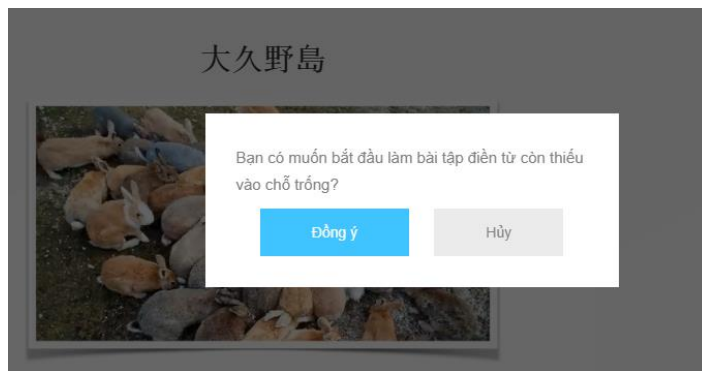 大久野島
Bạn có muốn bắt đầu làm bài tập điền từ còn thiếu
vào chỗ trống?
Đồng ý
Hủy